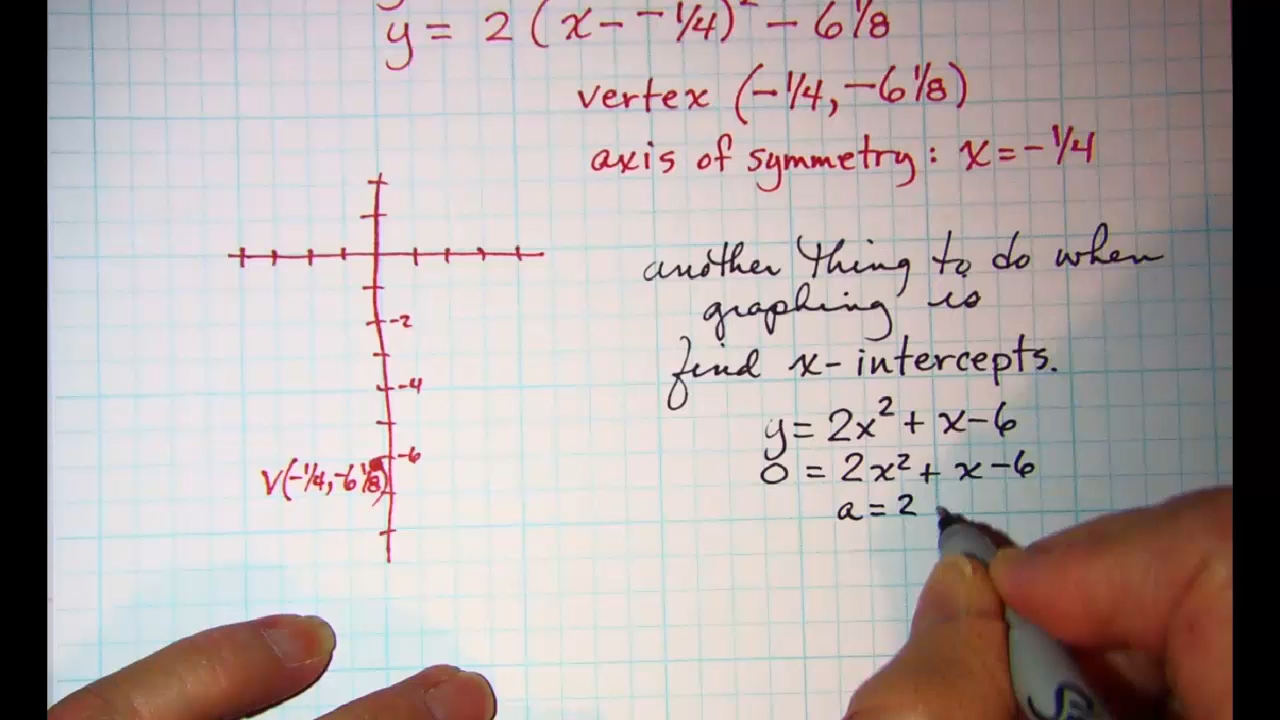 y = 2(x - -1/4)² - 6 1/8
vertex (-1/4, -6 1/8)
axis of symmetry: x = -1/4
another thing to do when
graphing is
find x-intercepts.
y = 2x² + x - 6
0 = 2x² + x - 6
a = 2
-2
-4
-6
V(-1/4, -6 1/8)